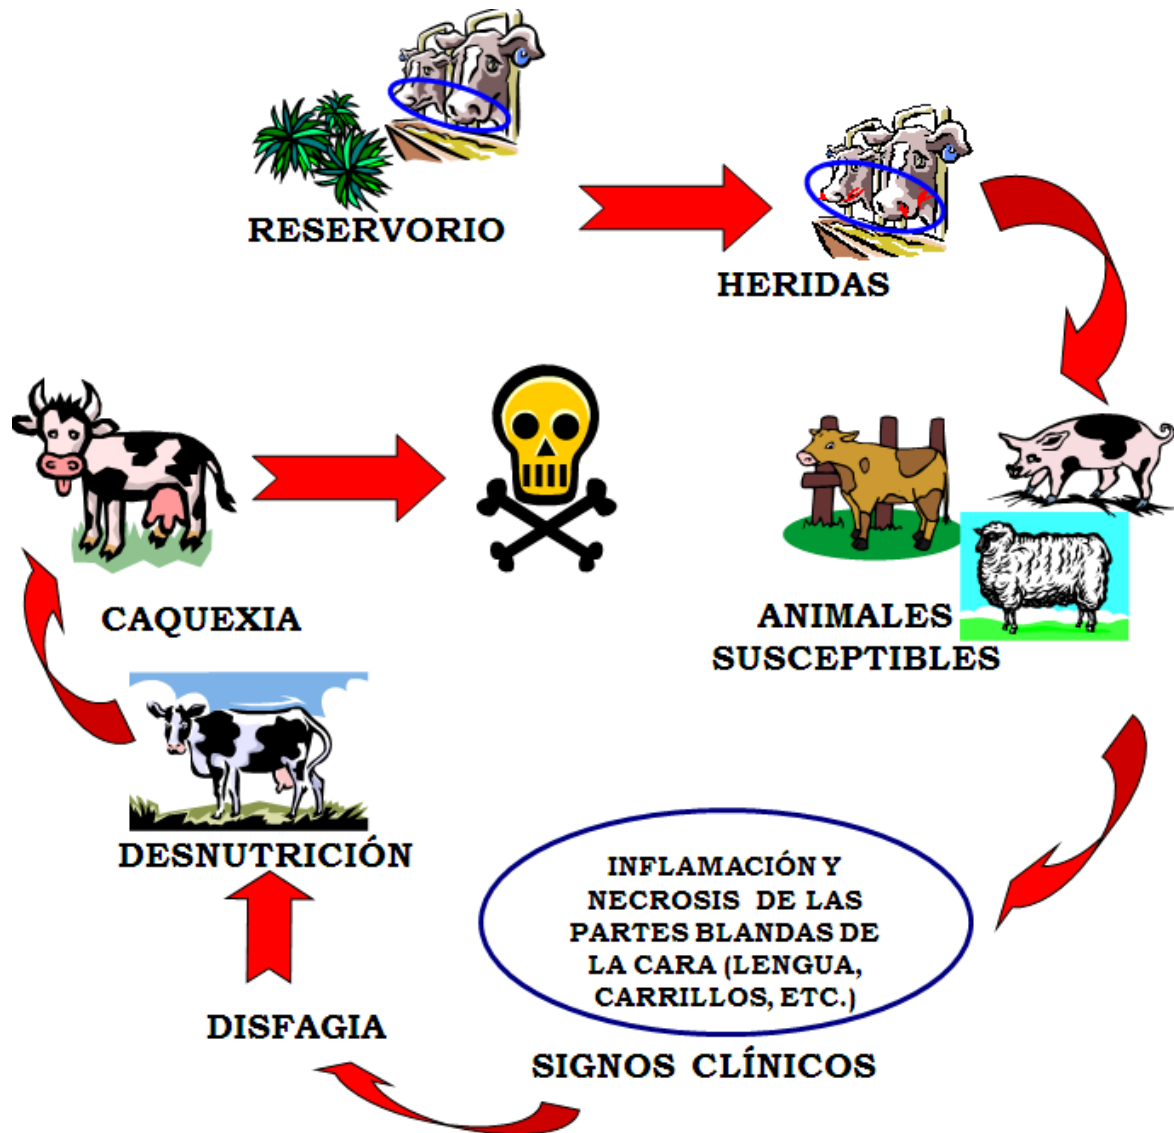 RESERVORIO
HERIDAS
ANIMALES
SUSCEPTIBLES
INFLAMACIÓN Y
NECROSIS DE LAS
PARTES BLANDAS DE
LA CARA (LENGUA,
CARRILLOS, ETC.)
SIGNOS CLÍNICOS
DISFAGIA
DESNUTRICIÓN
CAQUEXIA